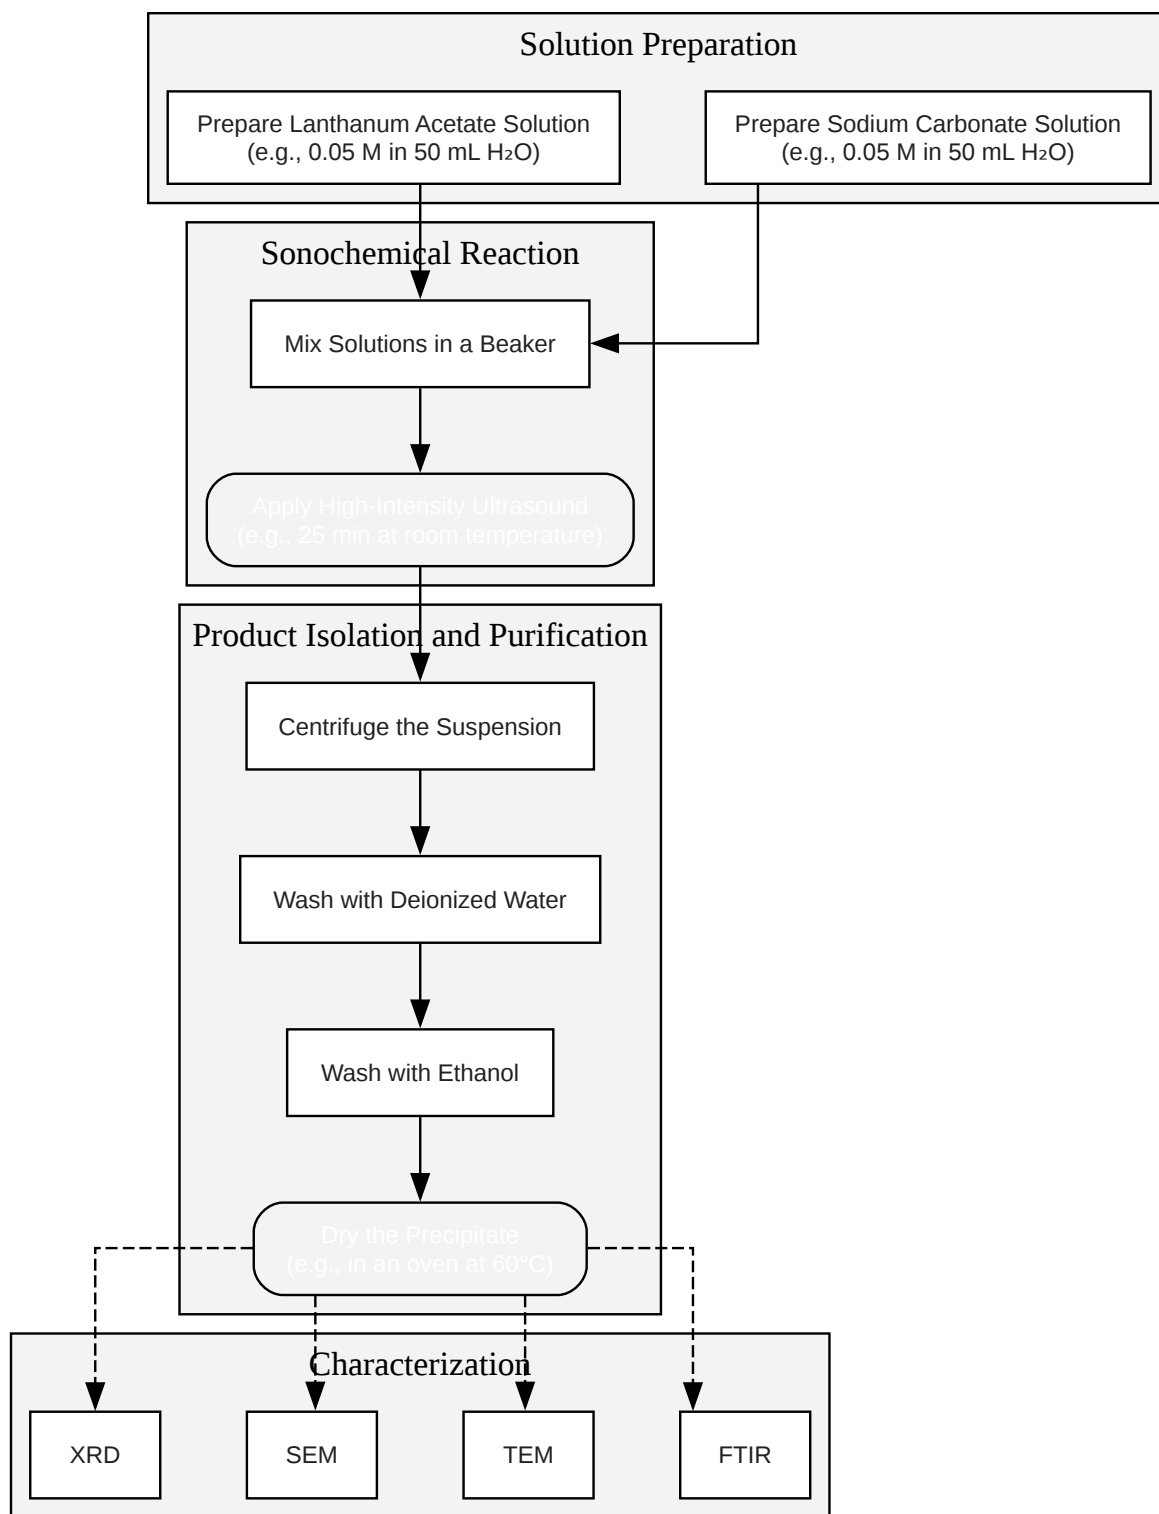 Solution Preparation
Prepare Lanthanum Acetate Solution
(e.g., 0.05 M in 50 mL H₂O)
Prepare Sodium Carbonate Solution
(e.g., 0.05 M in 50 mL H₂O)
Sonochemical Reaction
Mix Solutions in a Beaker
Apply High-Intensity Ultrasound
(e.g., 25 min at room temperature)
Product Isolation and Purification
Centrifuge the Suspension
Wash with Deionized Water
Wash with Ethanol
Dry the Precipitate
(e.g., in an oven at 60°C)
Characterization
XRD
SEM
TEM
FTIR